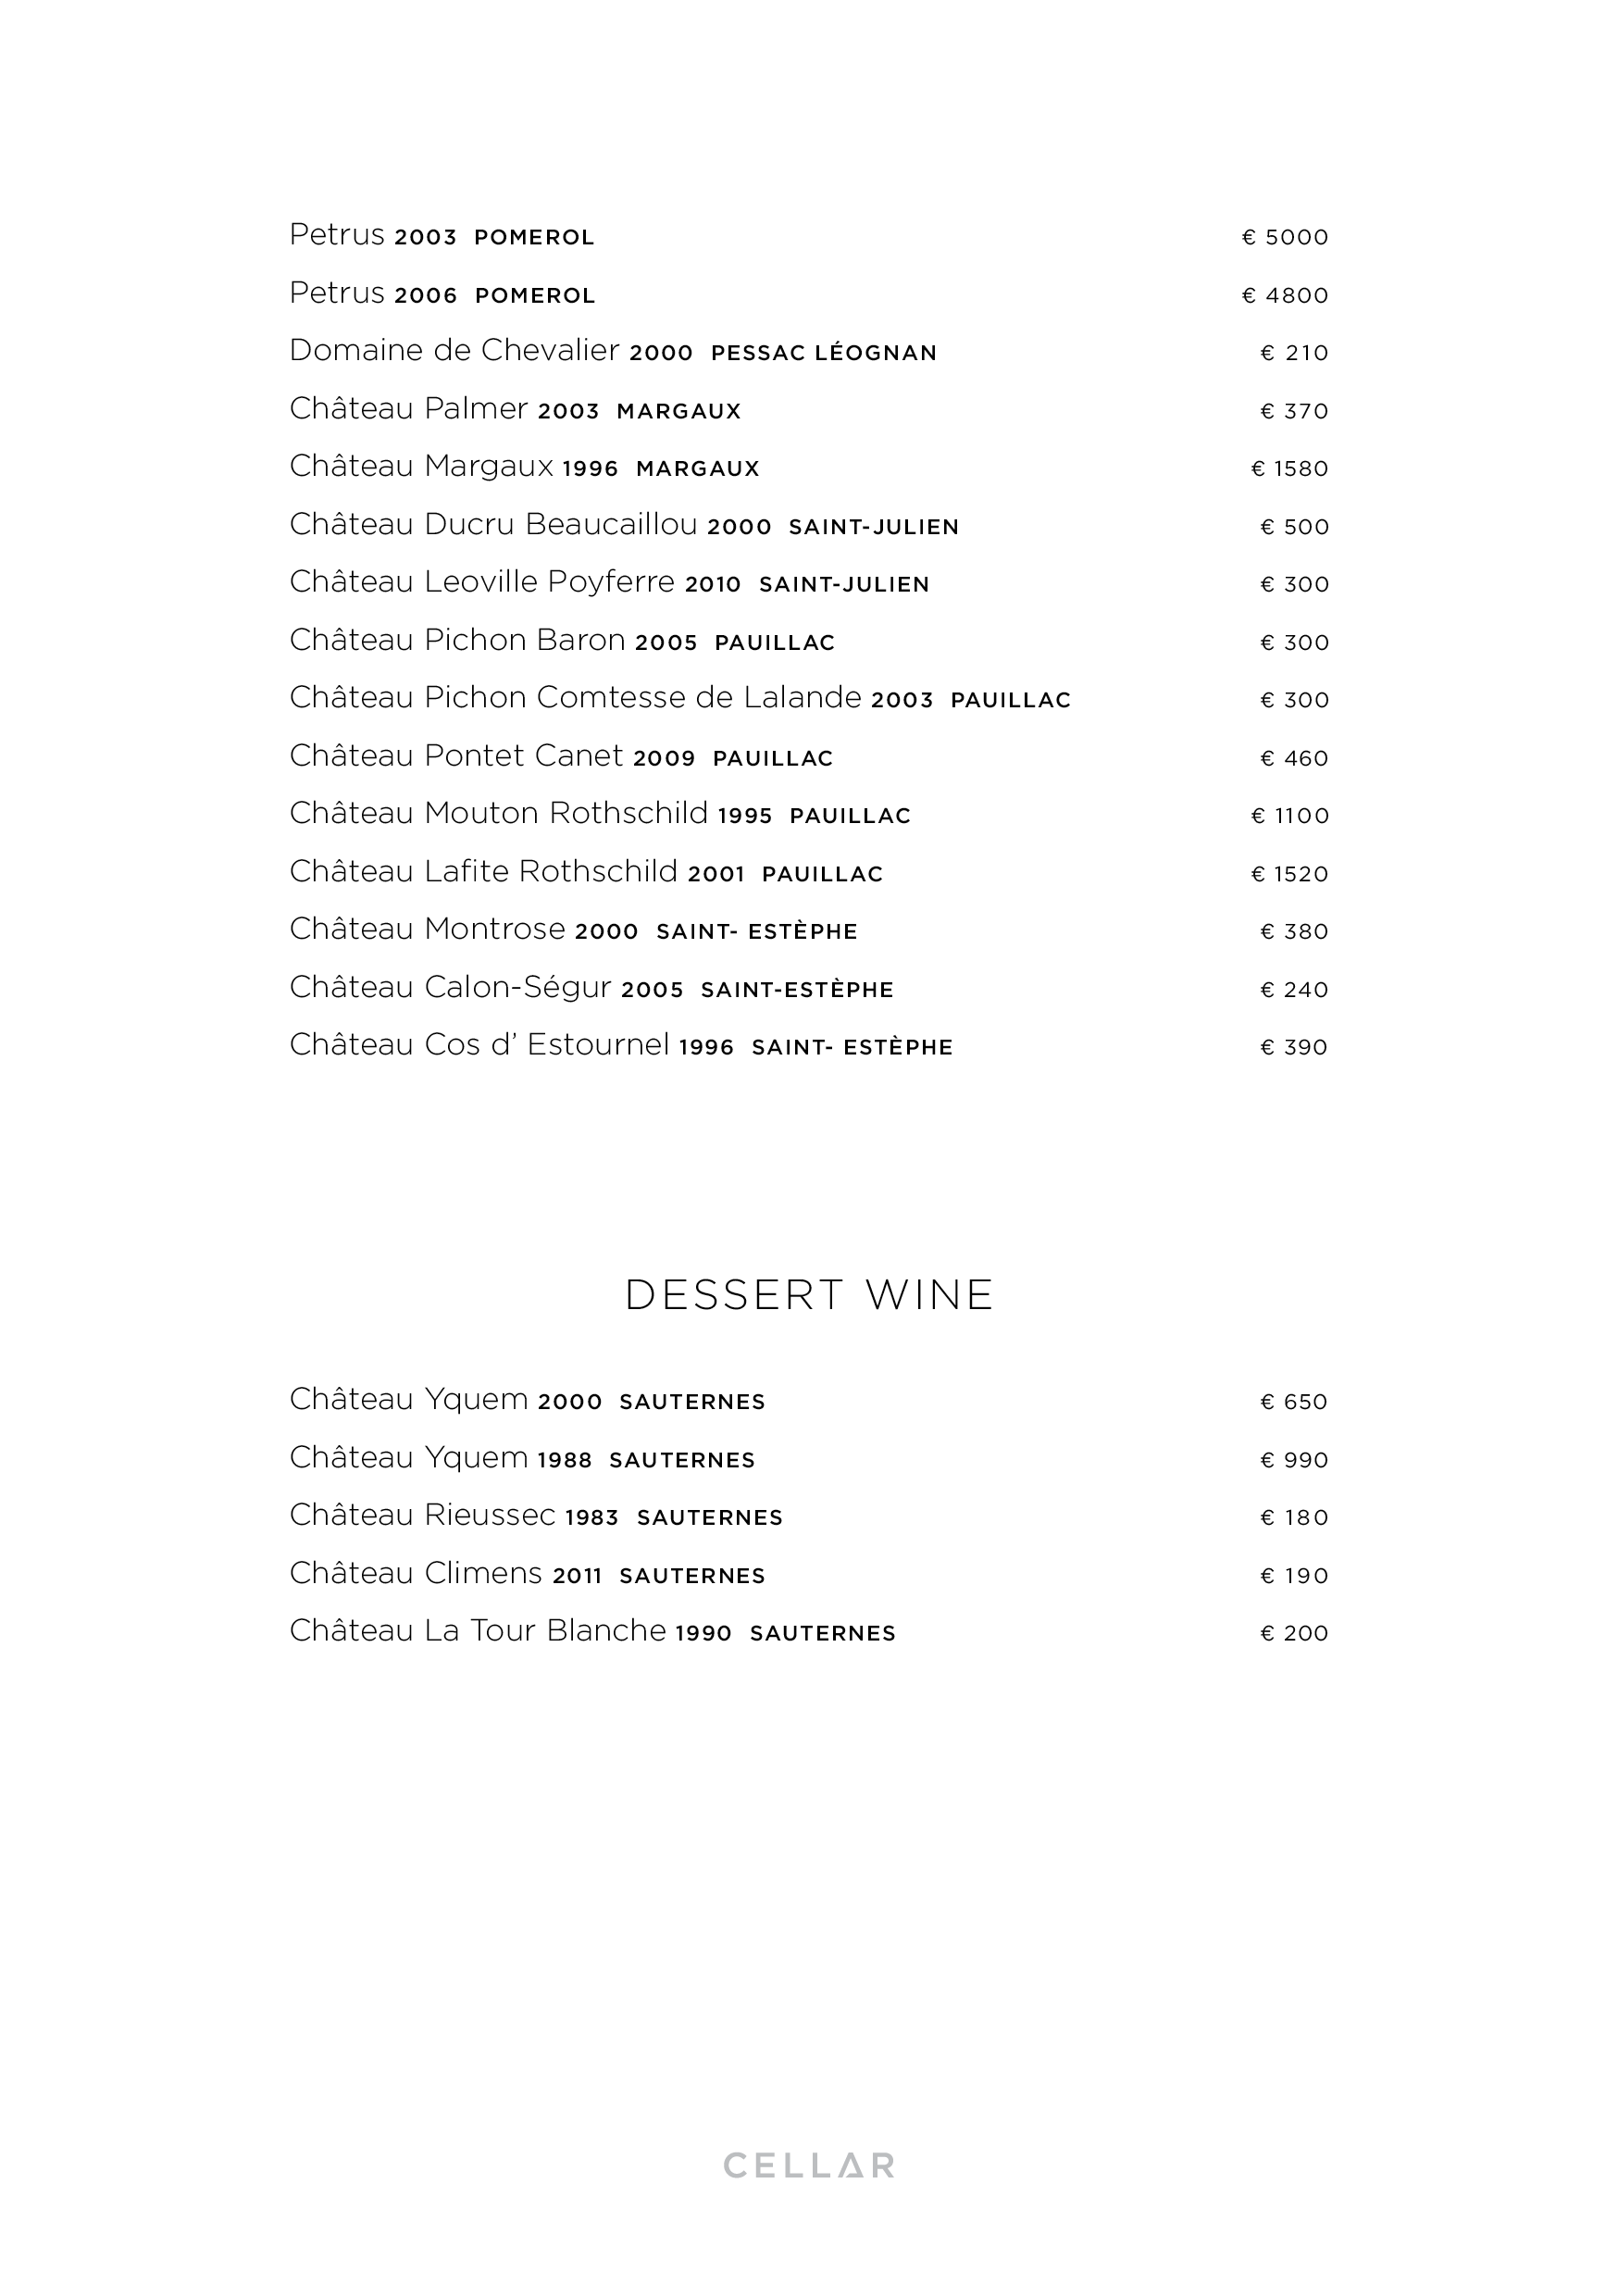 Petrus 2003 POMEROL € 5000
Petrus 2006 POMEROL € 4800
Domaine de Chevalier 2000 PESSAC LÉOGNAN € 210
Château Palmer 2003 MARGAUX € 370
Château Margaux 1996 MARGAUX € 1580
Château Ducru Beaucaillou 2000 SAINT-JULIEN € 500
Château Leoville Poyferre 2010 SAINT-JULIEN € 300
Château Pichon Baron 2005 PAUILLAC € 300
Château Pichon Comtesse de Lalande 2003 PAUILLAC € 300
Château Pontet Canet 2009 PAUILLAC € 460
Château Mouton Rothschild 1995 PAUILLAC € 1100
Château Lafite Rothschild 2001 PAUILLAC € 1520
Château Montrose 2000 SAINT- ESTÈPHE € 380
Château Calon-Ségur 2005 SAINT-ESTÈPHE € 240
Château Cos d’ Estournel 1996 SAINT- ESTÈPHE € 390
DESSERT WINE
Château Yquem 2000 SAUTERNES € 650
Château Yquem 1988 SAUTERNES € 990
Château Rieussec 1983 SAUTERNES € 180
Château Climens 2011 SAUTERNES € 190
Château La Tour Blanche 1990 SAUTERNES € 200
CELLAR